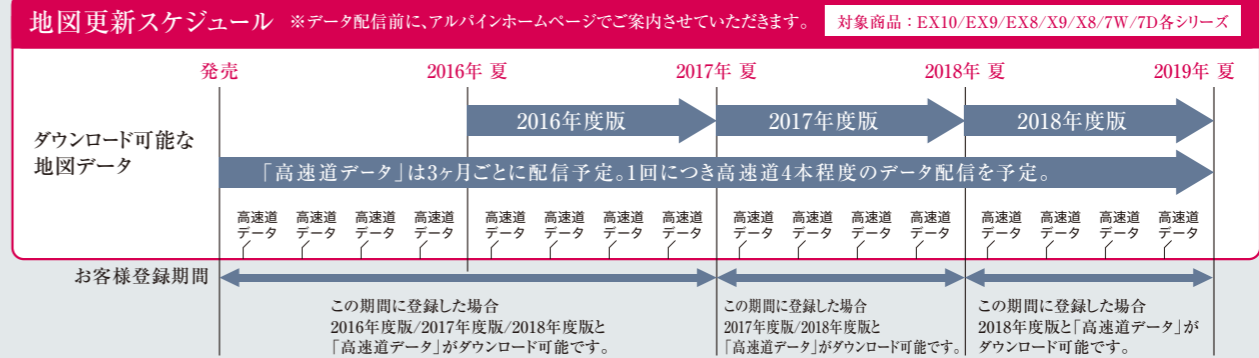 地図更新スケジュール ※データ配信前に、アルパインホームページでご案内させていただきます。 対象商品：EX10/EX9/EX8/X9/X8/7W/7D各シリーズ
発売 2016年 夏 2017年 夏 2018年 夏 2019年 夏
ダウンロード可能な
地図データ
2016年度版 2017年度版 2018年度版
「高速道データ」は3ヶ月ごとに配信予定。1回につき高速道4本程度のデータ配信を予定。
高速道 高速道 高速道 高速道 高速道 高速道 高速道 高速道 高速道 高速道 高速道 高速道 高速道 高速道 高速道 高速道
データ データ データ データ データ データ データ データ データ データ データ データ データ データ データ データ
お客様登録期間
この期間に登録した場合
2016年度版/2017年度版/2018年度版と
「高速道データ」がダウンロード可能です。
この期間に登録した場合
2017年度版/2018年度版と
「高速道データ」がダウンロード可能です。
この期間に登録した場合
2018年度版と「高速道データ」が
ダウンロード可能です。